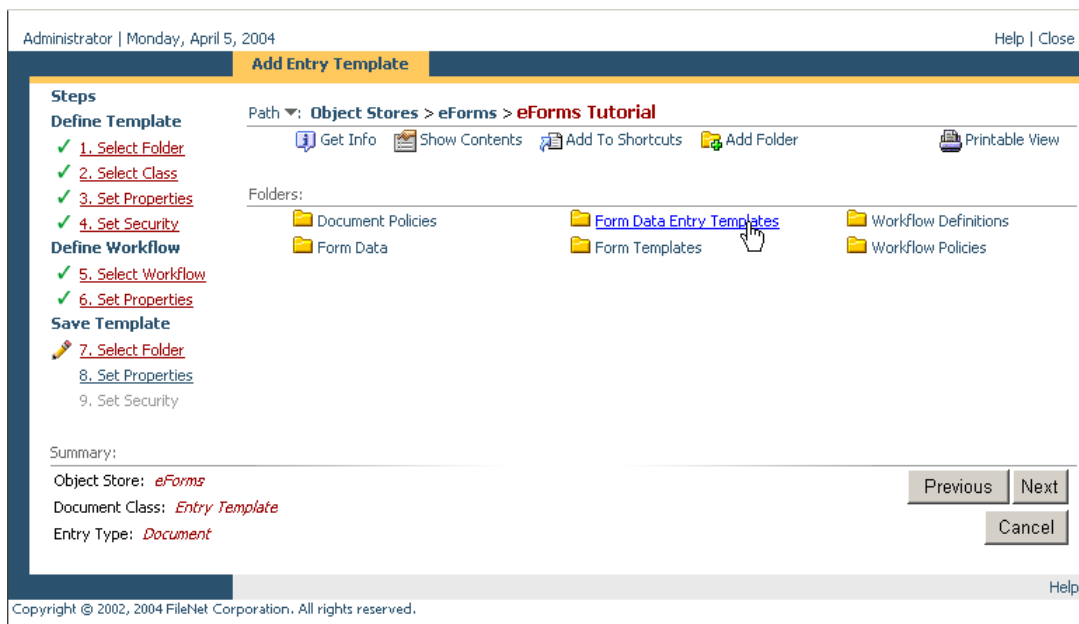 Administrator | Monday, April 5, 2004
Help | Close
Add Entry Template
Steps
Define Template
1. Select Folder
2. Select Class
3. Set Properties
4. Set Security
Define Workflow
5. Select Workflow
6. Set Properties
Save Template
7. Select Folder
8. Set Properties
9. Set Security
Path : Object Stores > eForms > eForms Tutorial
Get Info Show Contents Add To Shortcuts Add Folder Printable View
Folders:
Document Policies Form Data Entry Templates Workflow Definitions
Form Data Form Templates Workflow Policies
Summary:
Object Store: eForms
Document Class: Entry Template
Entry Type: Document
Previous Next
Cancel
Help
Copyright © 2002, 2004 FileNet Corporation. All rights reserved.